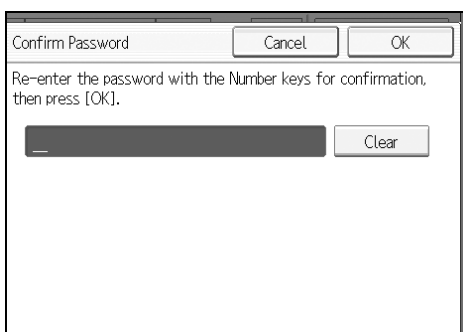 Confirm Password Cancel OK
Re-enter the password with the Number keys for confirmation,
then press [OK].
Clear